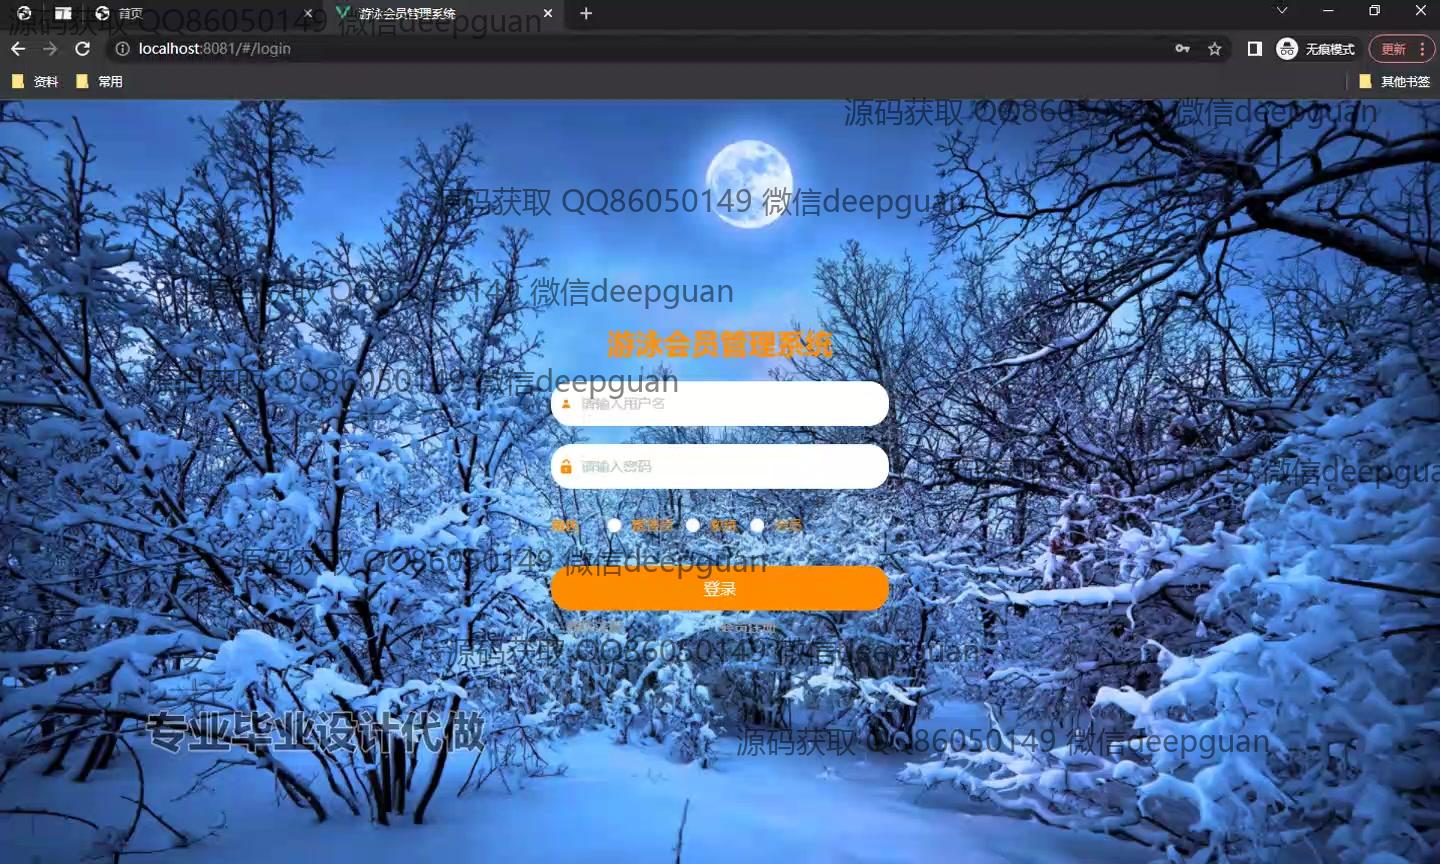 首页
游泳会员管理系统
localhost:8081/#/login
无痕模式
更新
资料
常用
其他书签
源码获取 QQ86050149 微信deepguan
源码获取 QQ86050149 微信deepguan
源码获取 QQ86050149 微信deepguan
源码获取 QQ86050149 微信deepguan
游泳会员管理系统
源码获取 QQ86050149 微信deepguan
请输入用户名
请输入密码
源码获取 QQ86050149 微信deepgua
管理员
源码获取 QQ86050149 微信deepguan
登录
源码获取 QQ86050149 微信deepguan
专业毕业设计代做
源码获取 QQ86050149 微信deepguan